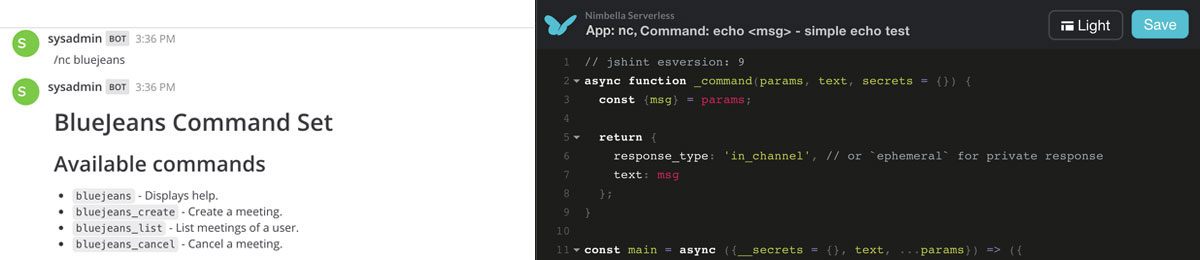 S
sysadmin BOT 3:36 PM
/nc bluejeans
S
sysadmin BOT 3:36 PM
BlueJeans Command Set
Available commands
• bluejeans - Displays help.
• bluejeans_create - Create a meeting.
• bluejeans_list - List meetings of a user.
• bluejeans_cancel - Cancel a meeting.
Nimbella Serverless
App: nc, Command: echo <msg> - simple echo test
Light
Save
1 // jshint esversion: 9
2 async function _command(params, text, secrets = {}) {
3 const {msg} = params;
4
5 return {
6 response_type: 'in_channel', // or `ephemeral` for private response
7 text: msg
8 };
9 }
10
11 const main = async ({__secrets = {}, text, ...params}) => ({